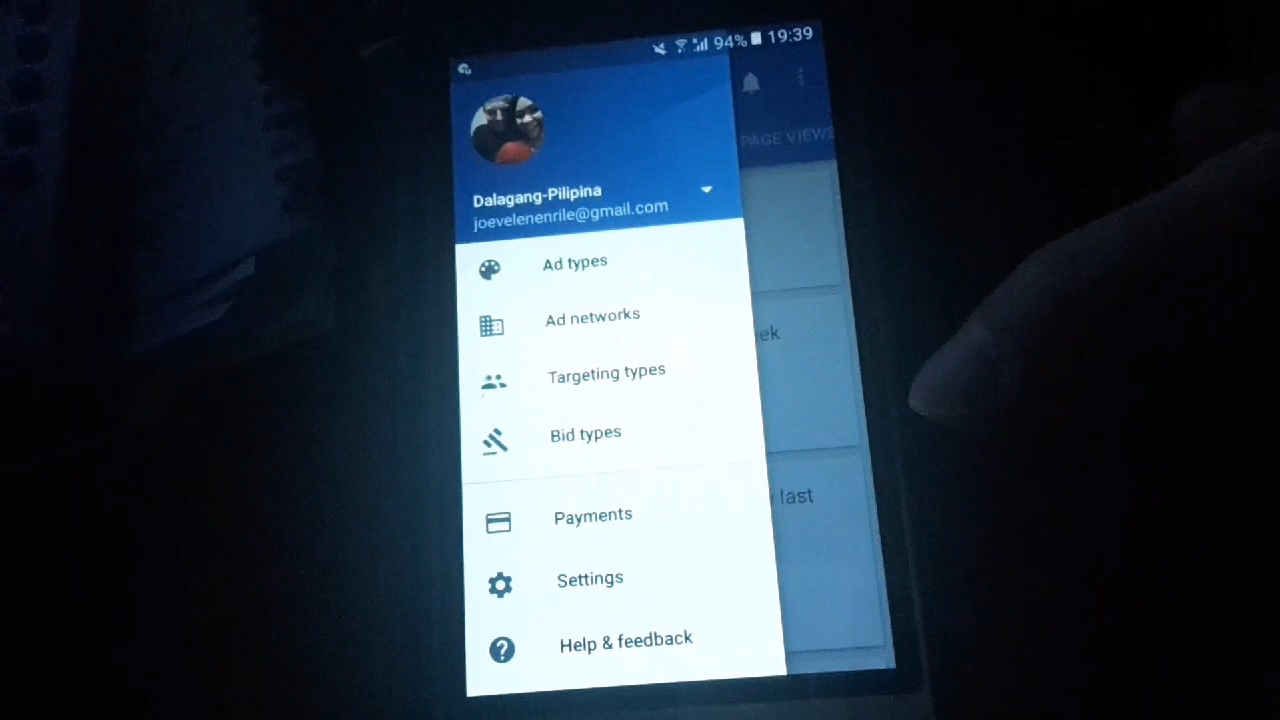 94% 19:39
PAGE VIEWS
Dalagang-Pilipina
joevelenenrile@gmail.com
Ad types
Ad networks
ek
Targeting types
Bid types
last
Payments
Settings
Help & feedback